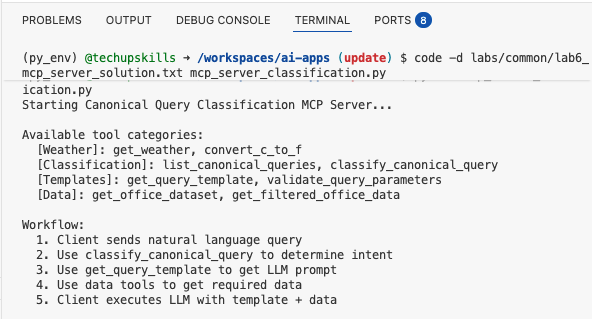 PROBLEMS OUTPUT DEBUG CONSOLE TERMINAL PORTS 8
(py_env) @techupskills → /workspaces/ai-apps (update) $ code -d labs/common/lab6_
mcp_server_solution.txt mcp_server_classification.py
ication.py
Starting Canonical Query Classification MCP Server...
Available tool categories:
[Weather]: get_weather, convert_c_to_f
[Classification]: list_canonical_queries, classify_canonical_query
[Templates]: get_query_template, validate_query_parameters
[Data]: get_office_dataset, get_filtered_office_data
Workflow:
1. Client sends natural language query
2. Use classify_canonical_query to determine intent
3. Use get_query_template to get LLM prompt
4. Use data tools to get required data
5. Client executes LLM with template + data